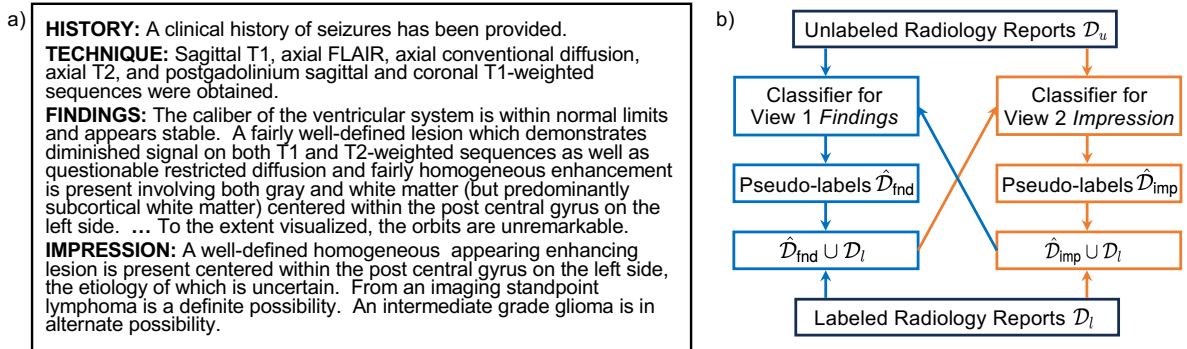 a)
HISTORY: A clinical history of seizures has been provided.
TECHNIQUE: Sagittal T1, axial FLAIR, axial conventional diffusion,
axial T2, and postgadolinium sagittal and coronal T1-weighted
sequences were obtained.
FINDINGS: The caliber of the ventricular system is within normal limits
and appears stable.  A fairly well-defined lesion which demonstrates
diminished signal on both T1 and T2-weighted sequences as well as
questionable restricted diffusion and fairly homogeneous enhancement
is present involving both gray and white matter (but predominantly
subcortical white matter) centered within the post central gyrus on the
left side.  … To the extent visualized, the orbits are unremarkable.
IMPRESSION: A well-defined homogeneous  appearing enhancing
lesion is present centered within the post central gyrus on the left side,
the etiology of which is uncertain.  From an imaging standpoint
lymphoma is a definite possibility.  An intermediate grade glioma is in
alternate possibility.
b)
Unlabeled Radiology Reports 𝒟ᵤ
Classifier for
View 1 Findings
Classifier for
View 2 Impression
Pseudo-labels 𝒟̂_fnd
Pseudo-labels 𝒟̂_imp
𝒟̂_fnd ∪ 𝒟_l
𝒟̂_imp ∪ 𝒟_l
Labeled Radiology Reports 𝒟_l